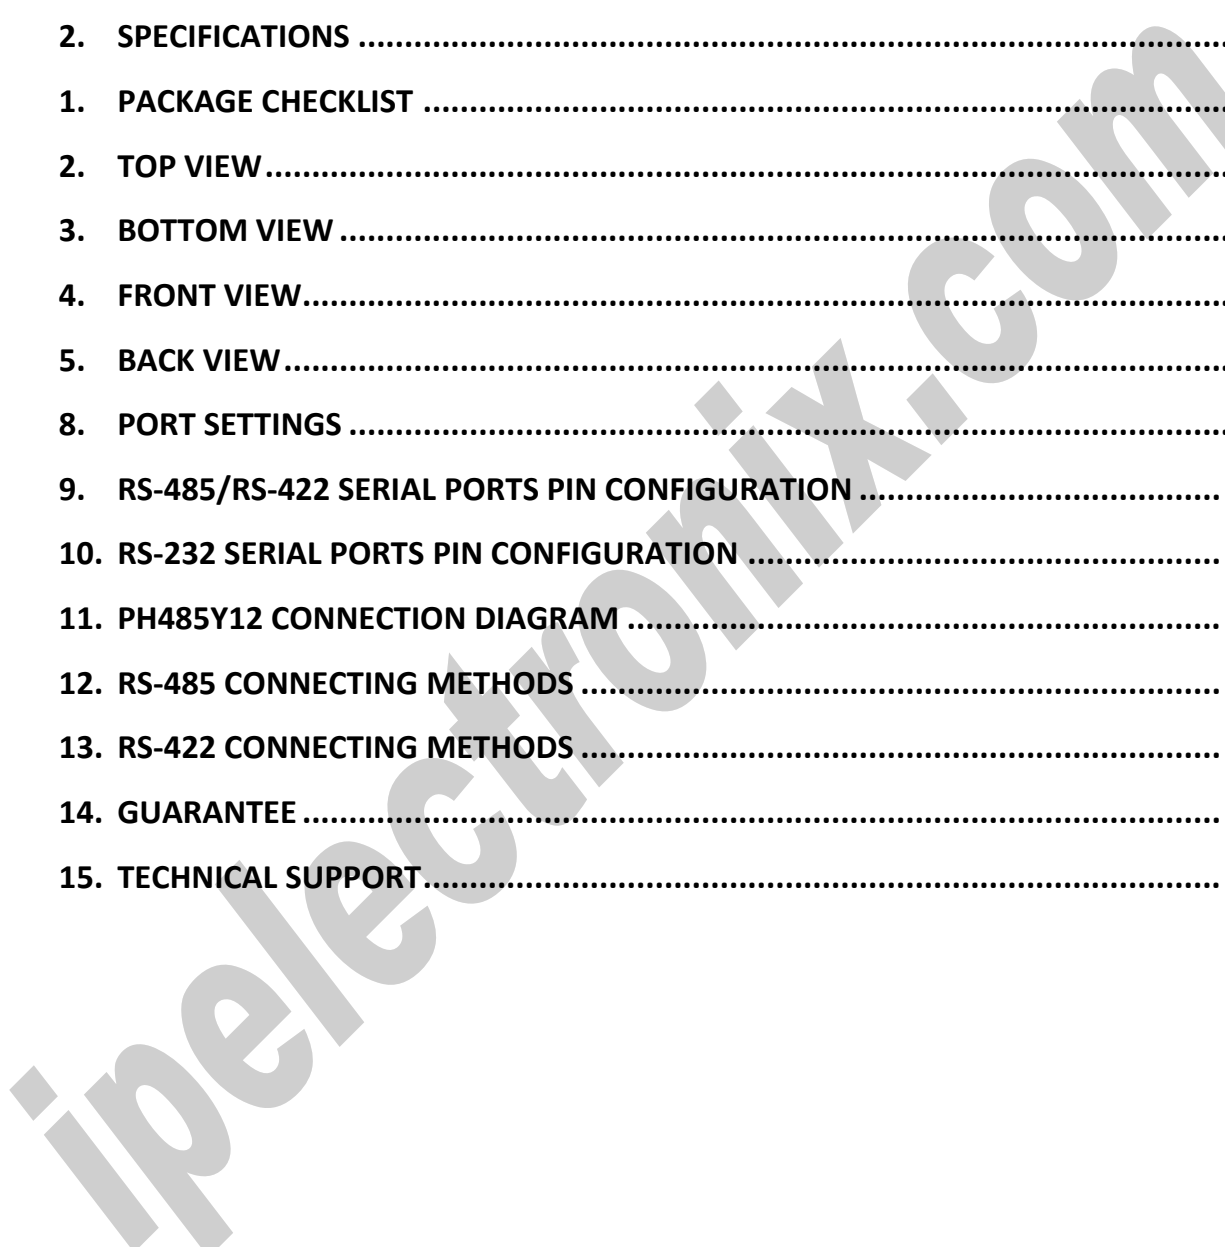 2. SPECIFICATIONS ........................................................................................................
1. PACKAGE CHECKLIST ........................................................................................................
2. TOP VIEW ........................................................................................................
3. BOTTOM VIEW ........................................................................................................
4. FRONT VIEW ........................................................................................................
5. BACK VIEW ........................................................................................................
8. PORT SETTINGS ........................................................................................................
9. RS-485/RS-422 SERIAL PORTS PIN CONFIGURATION ........................................
10. RS-232 SERIAL PORTS PIN CONFIGURATION ...................................................
11. PH485Y12 CONNECTION DIAGRAM ................................................................
12. RS-485 CONNECTING METHODS .....................................................................
13. RS-422 CONNECTING METHODS .....................................................................
14. GUARANTEE ...................................................................................................
15. TECHNICAL SUPPORT ......................................................................................
ipelectronix.com